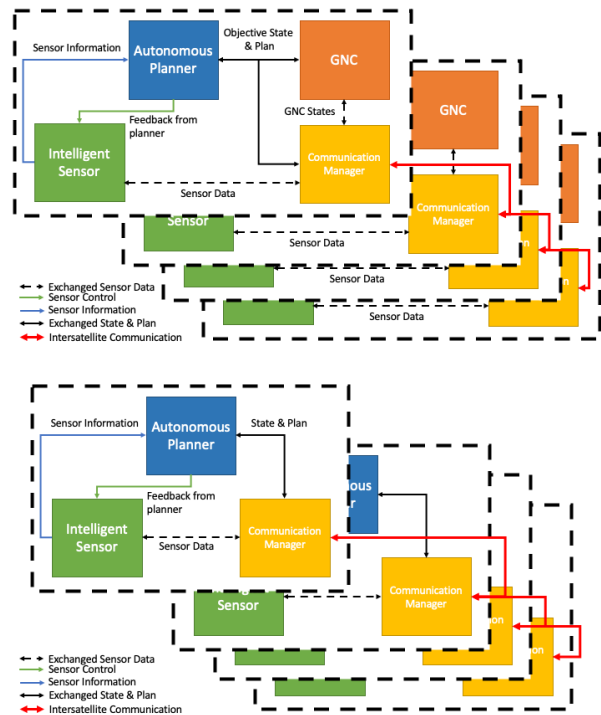 Sensor Information
Autonomous
Planner
Objective State
& Plan
GNC
Feedback from
planner
GNC States
GNC
Intelligent
Sensor
Communication
Manager
Sensor Data
Communication
Manager
Sensor
Sensor Data
Sensor Data
Sensor Data
Exchanged Sensor Data
Sensor Control
Sensor Information
Exchanged State & Plan
Intersatellite Communication
Sensor Information
Autonomous
Planner
State & Plan
Feedback from
planner
Intelligent
Sensor
Sensor Data
Communication
Manager
Communication
Manager
Sensor
Exchanged Sensor Data
Sensor Control
Sensor Information
Exchanged State & Plan
Intersatellite Communication